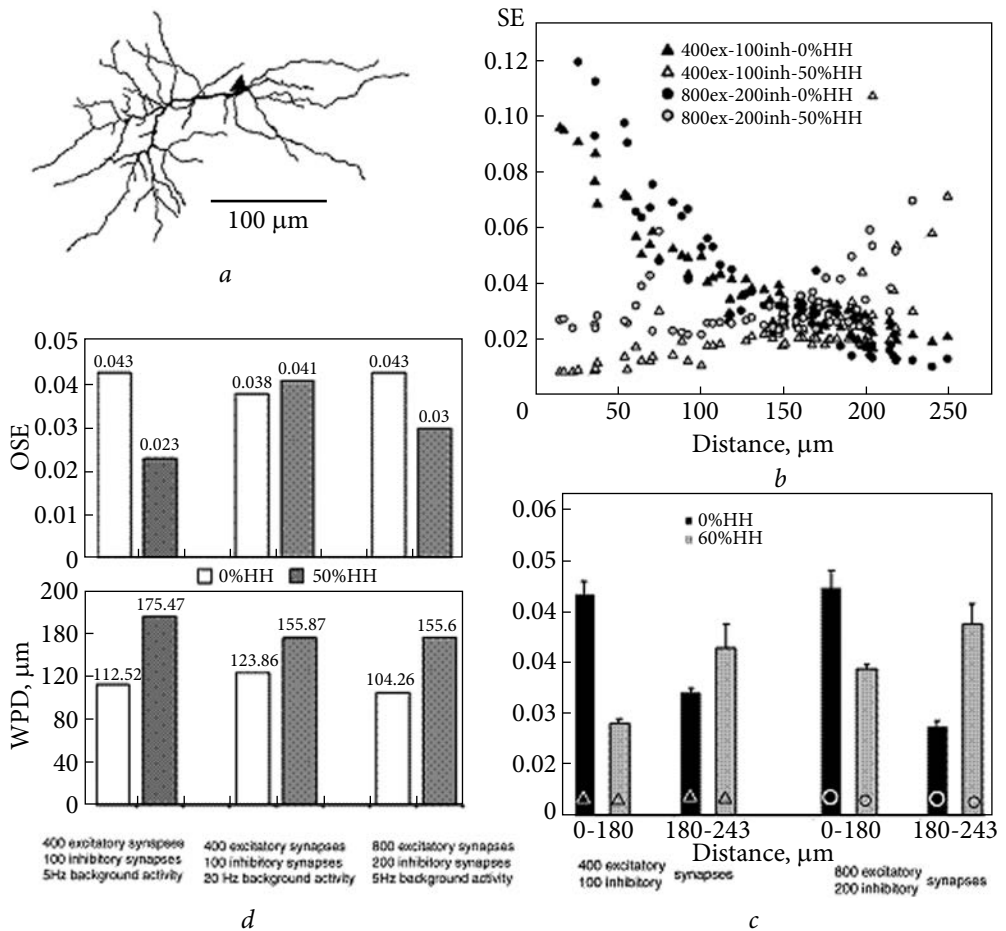 100 μm
a
SE
0.12
0.10
0.08
0.06
0.04
0.02
0
50
100
150
200
250
Distance, μm
b
400ex-100inh-0%HH
400ex-100inh-50%HH
800ex-200inh-0%HH
800ex-200inh-50%HH
OSE
0.05
0.04
0.03
0.02
0.01
0
0.043
0.023
0.038
0.041
0.043
0.03
0%HH
50%HH
WPD, μm
200
180
120
80
40
0
112.52
175.47
123.86
155.87
104.26
155.6
400 excitatory synapses
100 inhibitory synapses
5Hz background activity
400 excitatory synapses
100 inhibitory synapses
20 Hz background activity
800 excitatory synapses
200 inhibitory synapses
5Hz background activity
d
0.06
0.05
0.04
0.04
0.03
0.02
0
0%HH
60%HH
0-180
180-243
0-180
180-243
Distance, μm
400 excitatory
100 inhibitory
synapses
800 excitatory
200 inhibitory
synapses
c